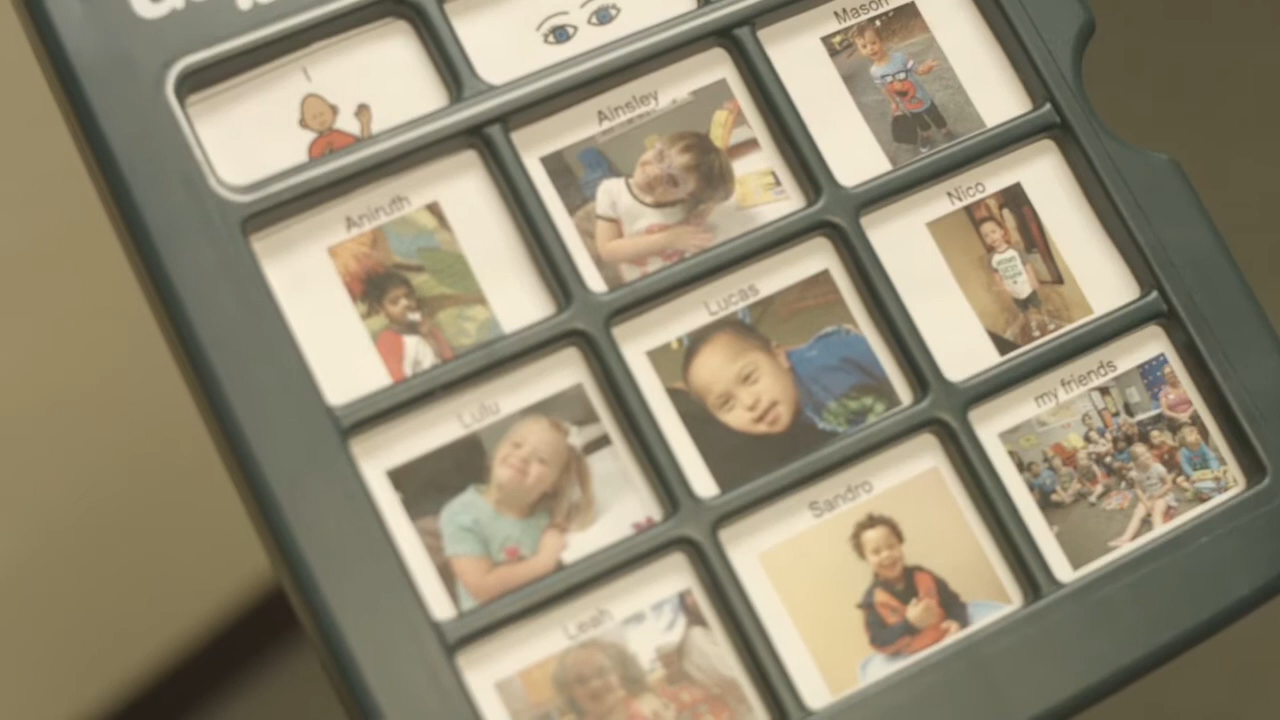 Mason
Ainsley
Nico
Aniruth
Lucas
my friends
Lulu
Sandro
Leah